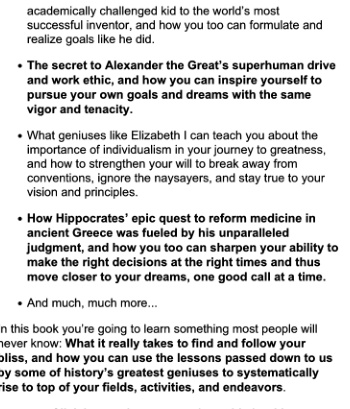 academically challenged kid to the world's most
successful inventor, and how you too can formulate and
realize goals like he did.
• The secret to Alexander the Great's superhuman drive
and work ethic, and how you can inspire yourself to
pursue your own goals and dreams with the same
vigor and tenacity.
• What geniuses like Elizabeth I can teach you about the
importance of individualism in your journey to greatness,
and how to strengthen your will to break away from
conventions, ignore the naysayers, and stay true to your
vision and principles.
• How Hippocrates' epic quest to reform medicine in
ancient Greece was fueled by his unparalleled
judgment, and how you too can sharpen your ability to
make the right decisions at the right times and thus
move closer to your dreams, one good call at a time.
• And much, much more...
n this book you're going to learn something most people will
never know: What it really takes to find and follow your
bliss, and how you can use the lessons passed down to us
by some of history's greatest geniuses to systematically
rise to top of your fields, activities, and endeavors.